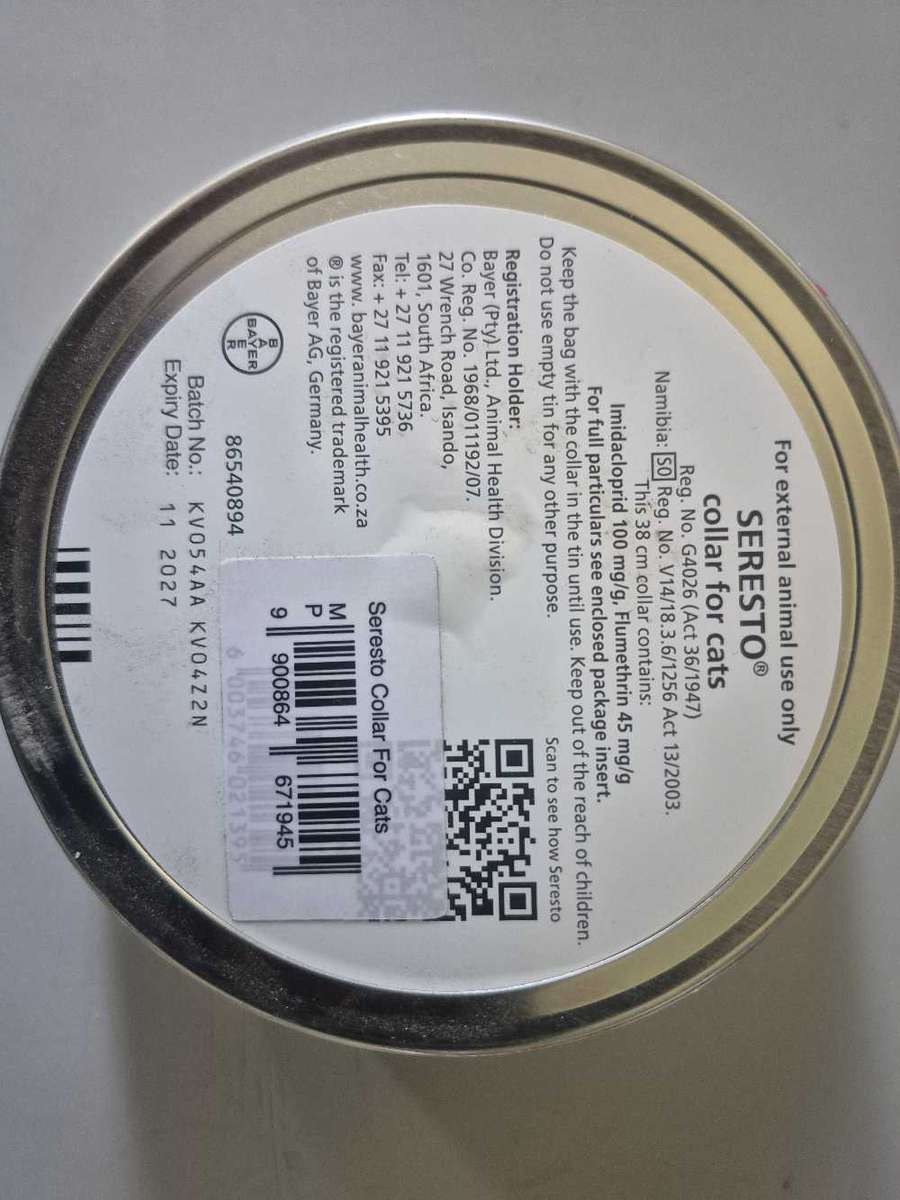 For external animal use only
SERESTO®
collar for cats
Reg. No. G4026 (Act 36/1947)
Namibia: S0 Reg. No. V14/18.3.6/1256 Act 13/2003.
This 38 cm collar contains:
Imidacloprid 100 mg/g, Flumethrin 45 mg/g
For full particulars see enclosed package insert.
Keep the bag with the collar in the tin until use. Keep out of the reach of children.
Do not use empty tin for any other purpose.
Scan to see how Seresto
Registration Holder:
Bayer (Pty) Ltd., Animal Health Division.
Co. Reg. No. 1968/011192/07.
27 Wrench Road, Isando,
1601, South Africa.
Tel: + 27 11 921 5736
Fax: + 27 11 921 5395
www. bayeranimalhealth.co.za
® is the registered trademark
of Bayer AG, Germany.
BAYER
BAYER
86540894
Seresto Collar For Cats
M
P
9 900864 671945
6 003746 021395
Batch No.: KV054AA KV04Z2N
Expiry Date: 11 2027